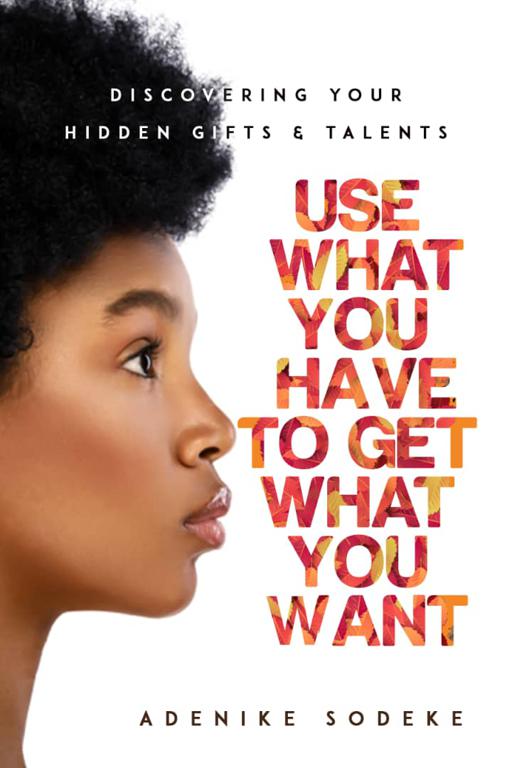 DISCOVERING YOUR
HIDDEN GIFTS & TALENTS
USE
WHAT
YOU
HAVE
TO GET
WHAT
YOU
WANT
ADENIKE SODEKE